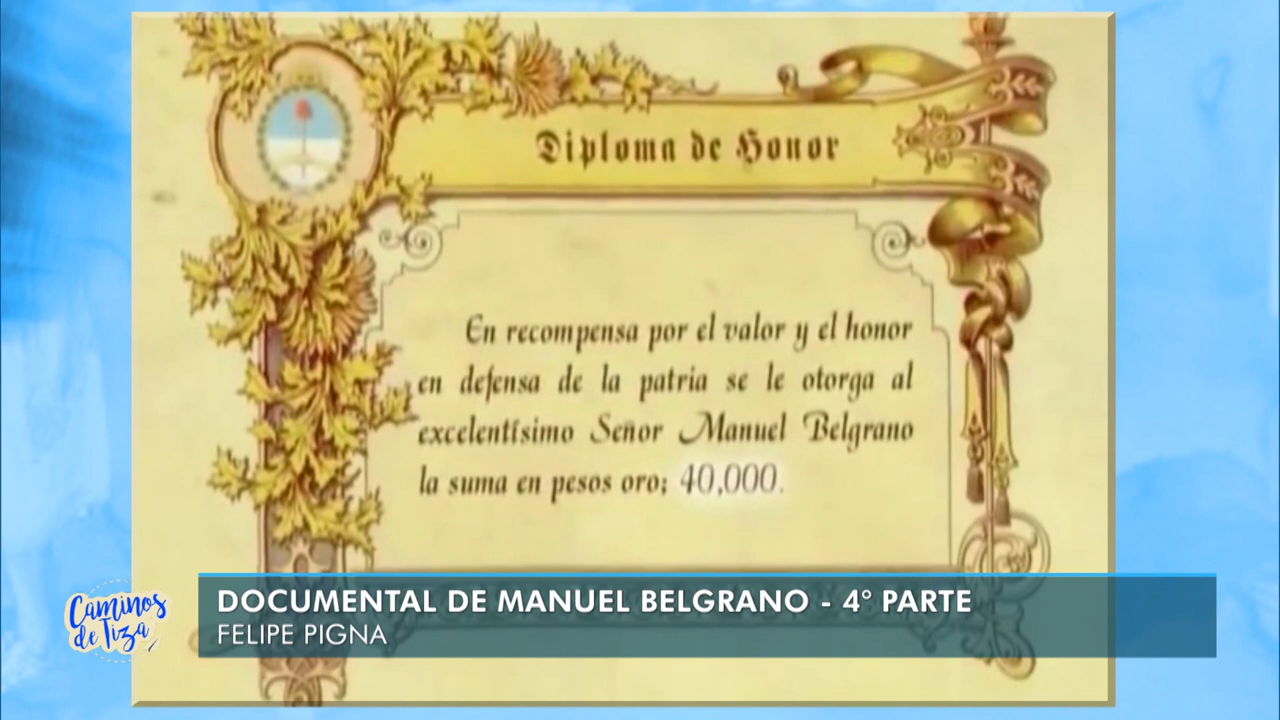 Diploma de Honor
En recompensa por el valor y el honor
en defensa de la patria se le otorga al
excelentísimo Señor Manuel Belgrano
la suma en pesos oro; 40,000.
Caminos
de Tiza
DOCUMENTAL DE MANUEL BELGRANO - 4° PARTE
FELIPE PIGNA